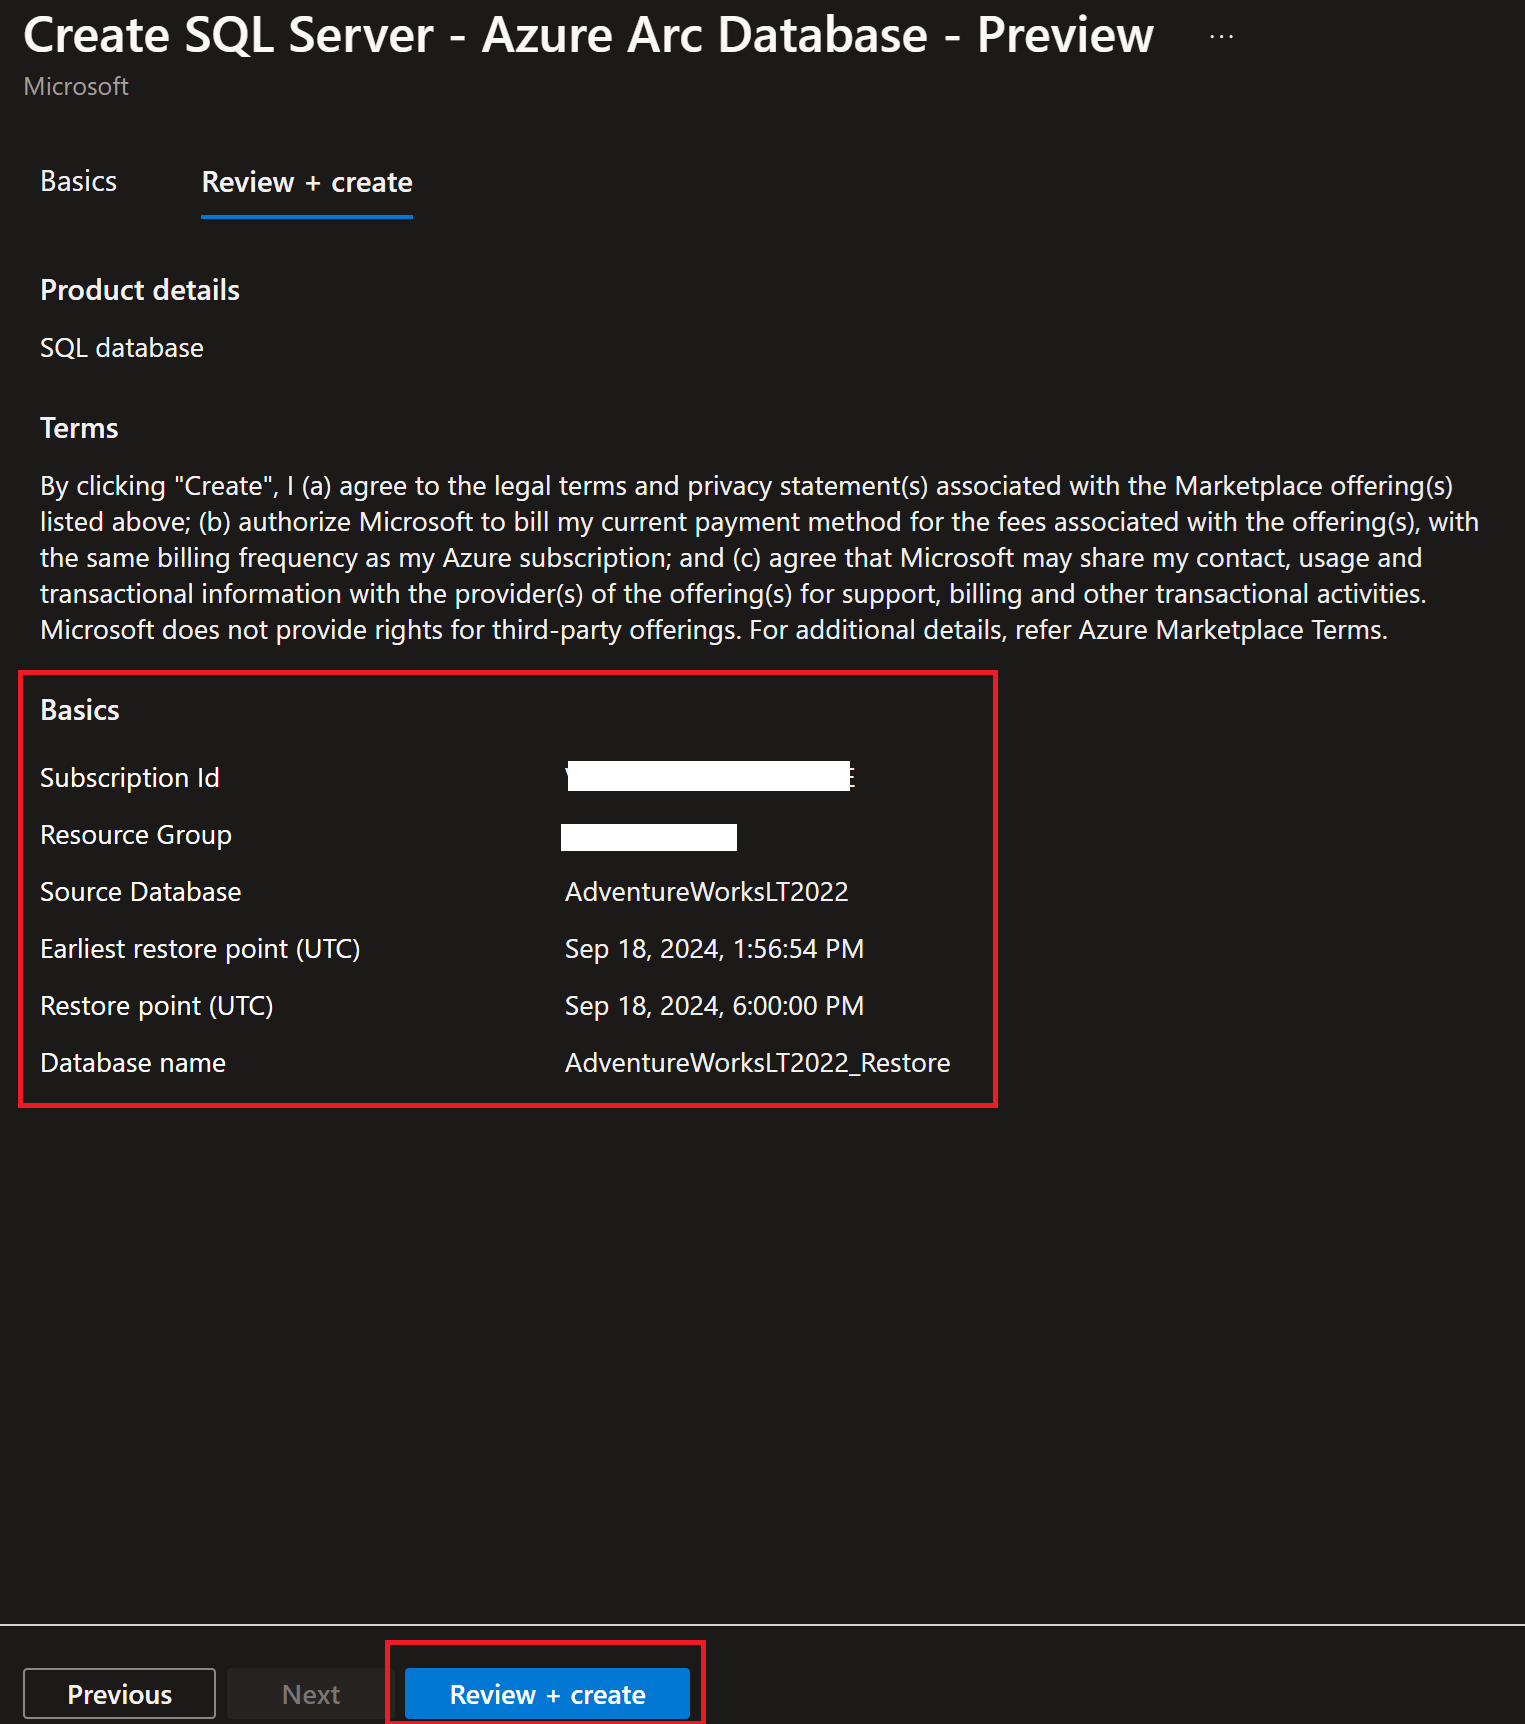 Create SQL Server - Azure Arc Database - Preview ...
Microsoft
Basics Review + create
Product details
SQL database
Terms
By clicking "Create", I (a) agree to the legal terms and privacy statement(s) associated with the Marketplace offering(s)
listed above; (b) authorize Microsoft to bill my current payment method for the fees associated with the offering(s), with
the same billing frequency as my Azure subscription; and (c) agree that Microsoft may share my contact, usage and
transactional information with the provider(s) of the offering(s) for support, billing and other transactional activities.
Microsoft does not provide rights for third-party offerings. For additional details, refer Azure Marketplace Terms.
Basics
Subscription Id
Resource Group
Source Database AdventureWorksLT2022
Earliest restore point (UTC) Sep 18, 2024, 1:56:54 PM
Restore point (UTC) Sep 18, 2024, 6:00:00 PM
Database name AdventureWorksLT2022_Restore
Previous Next Review + create